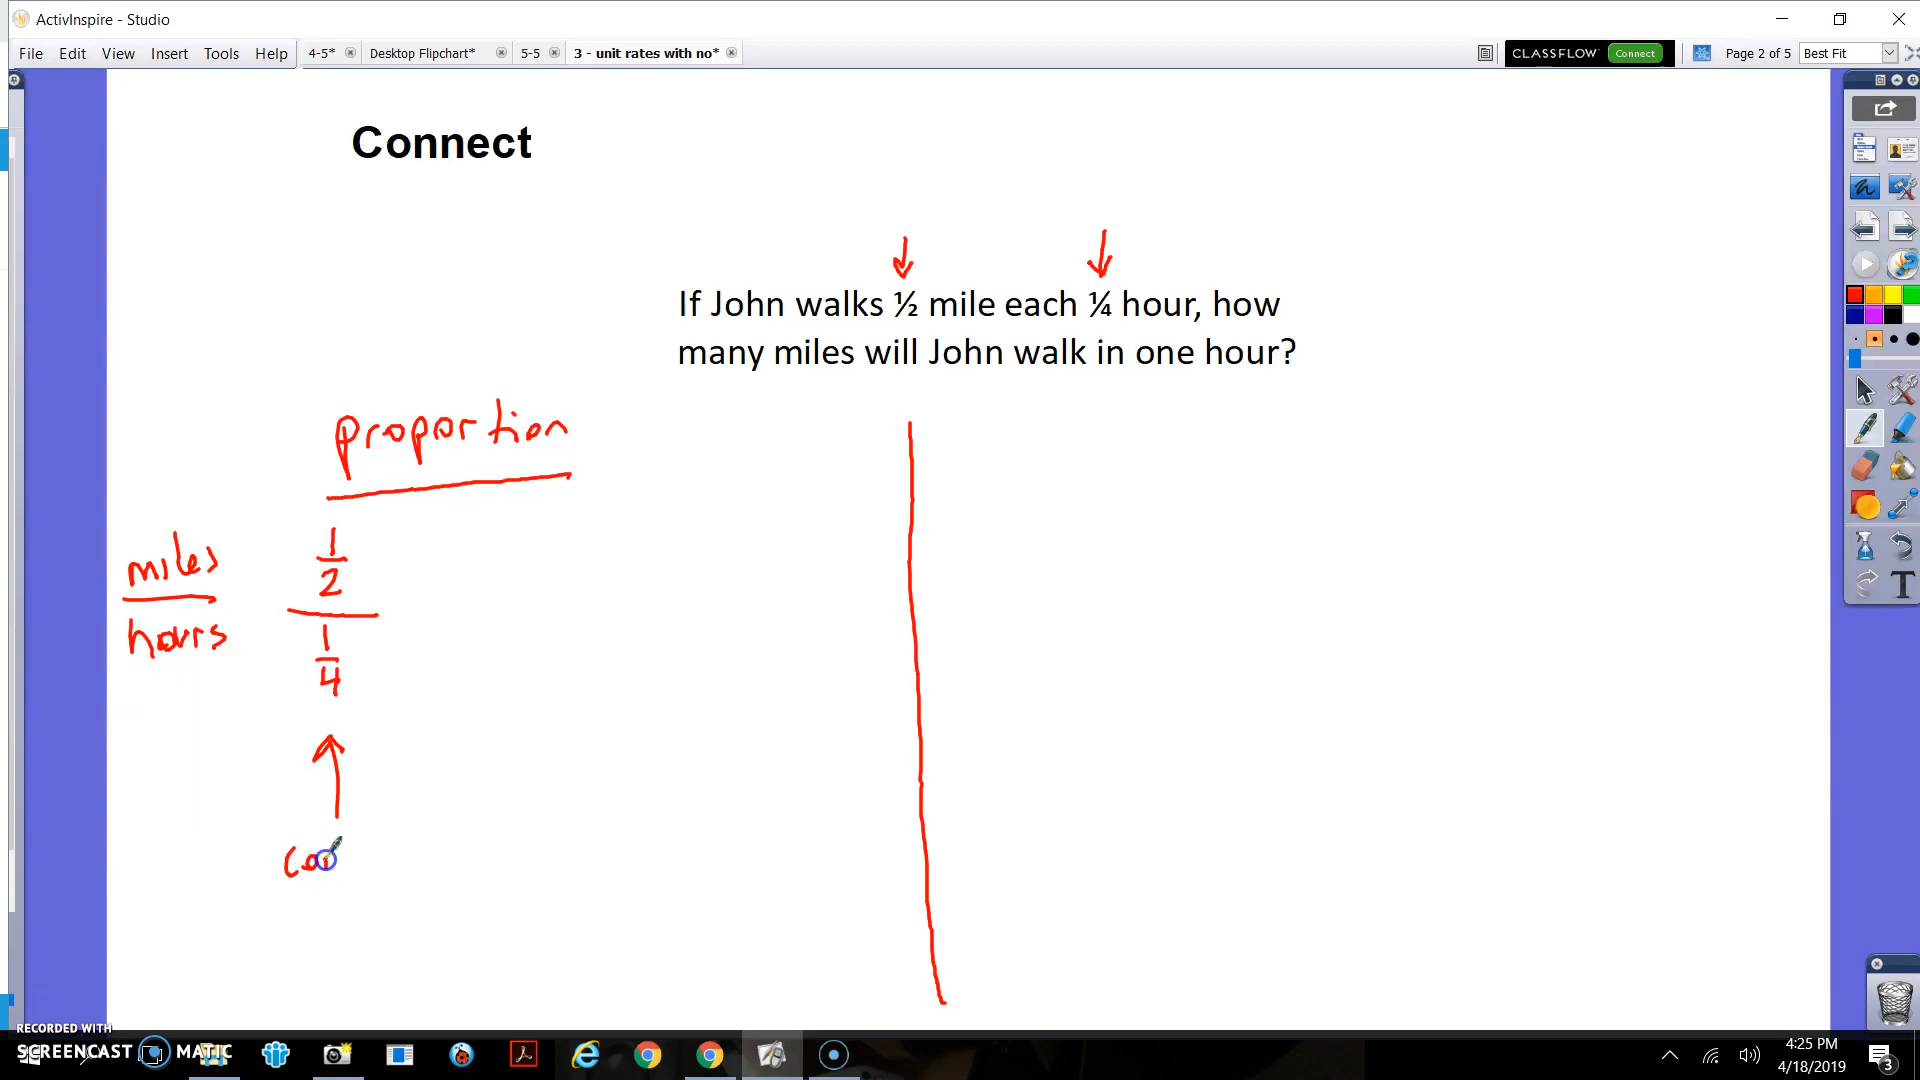 ActivInspire - Studio
File Edit View Insert Tools Help
4-5* Desktop Flipchart* 5-5 3 - unit rates with no*
CLASSFLOW Connect
Page 2 of 5 Best Fit
Connect
If John walks ½ mile each ¼ hour, how
many miles will John walk in one hour?
proportion
miles
hours
1
2
1
4
RECORDED WITH
SCREENCAST MATIC
4:25 PM
4/18/2019
3